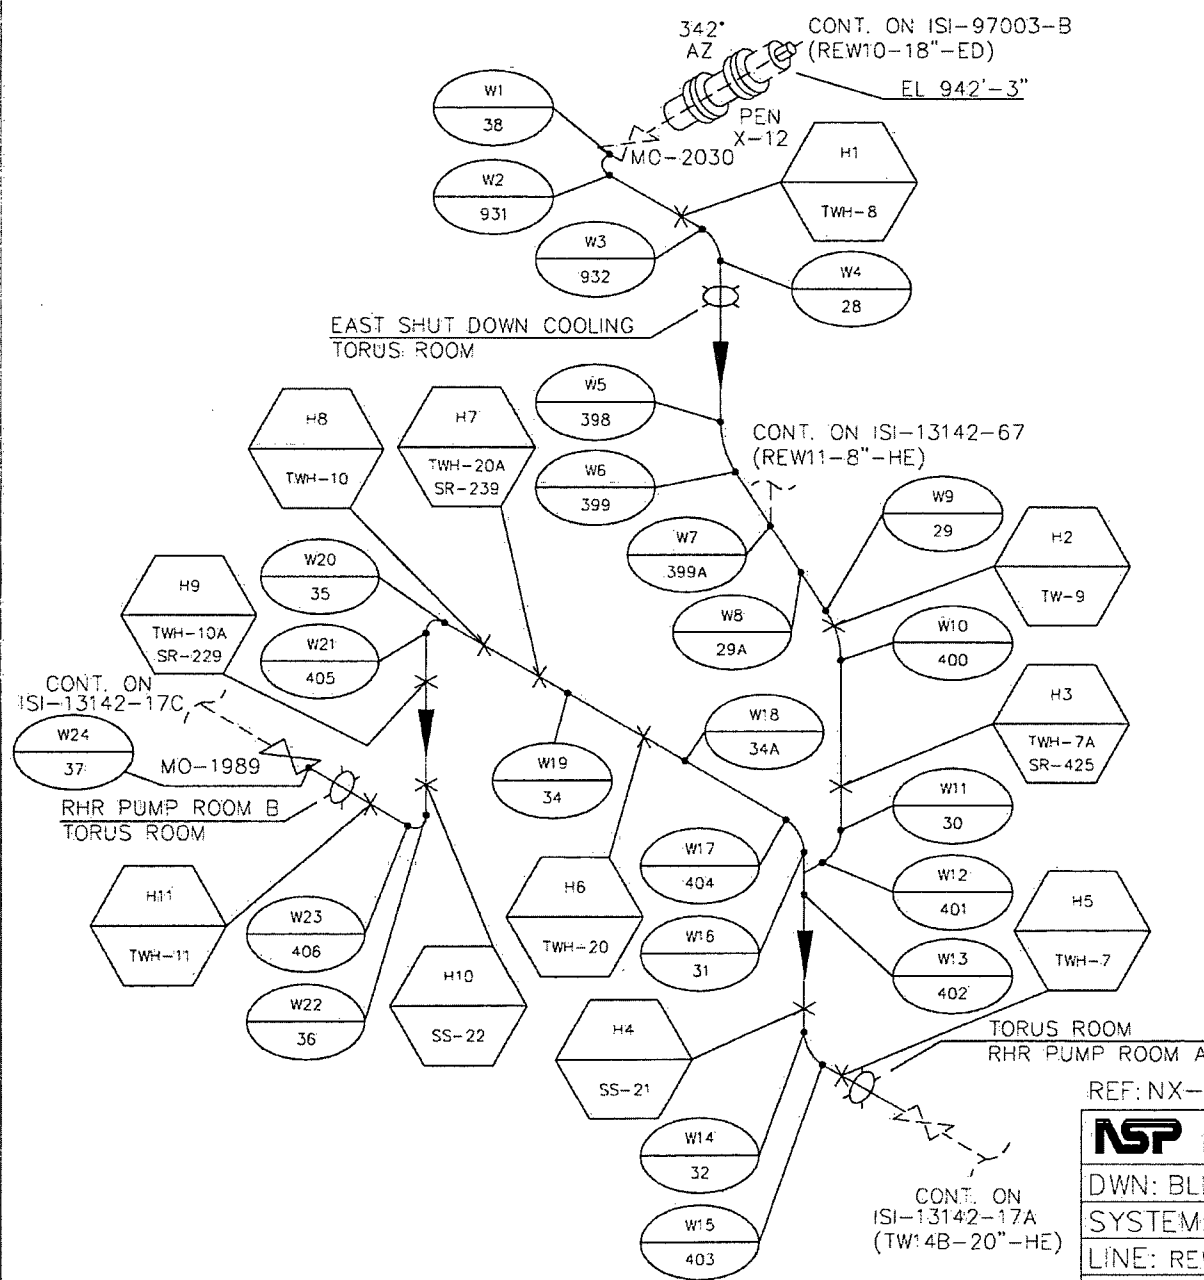 342°
AZ
CONT. ON ISI-97003-B
(REW10-18"-ED)
EL 942'-3"
PEN
X-12
W1
38
MO-2030
H1
TWH-8
W2
931
W3
932
W4
28
EAST SHUT DOWN COOLING
TORUS ROOM
W5
398
H8
TWH-10
H7
TWH-20A
SR-239
CONT. ON ISI-13142-67
(REW11-8"-HE)
W6
399
W9
29
W7
399A
H2
TW-9
W20
35
H9
TWH-10A
SR-229
W8
29A
W10
400
W21
405
CONT. ON
ISI-13142-17C
H3
TWH-7A
SR-425
W18
34A
W24
37
MO-1989
W19
34
W11
30
RHR PUMP ROOM B
TORUS ROOM
W17
404
W12
401
H11
TWH-11
H6
TWH-20
H5
TWH-7
W23
406
W16
31
W13
402
H10
SS-22
W22
36
H4
SS-21
TORUS ROOM
RHR PUMP ROOM A
REF: NX-
NSP
W14
32
DWN: BL
CONT. ON
ISI-13142-17A
(TW14B-20"-HE)
SYSTEM
W15
403
LINE: RE